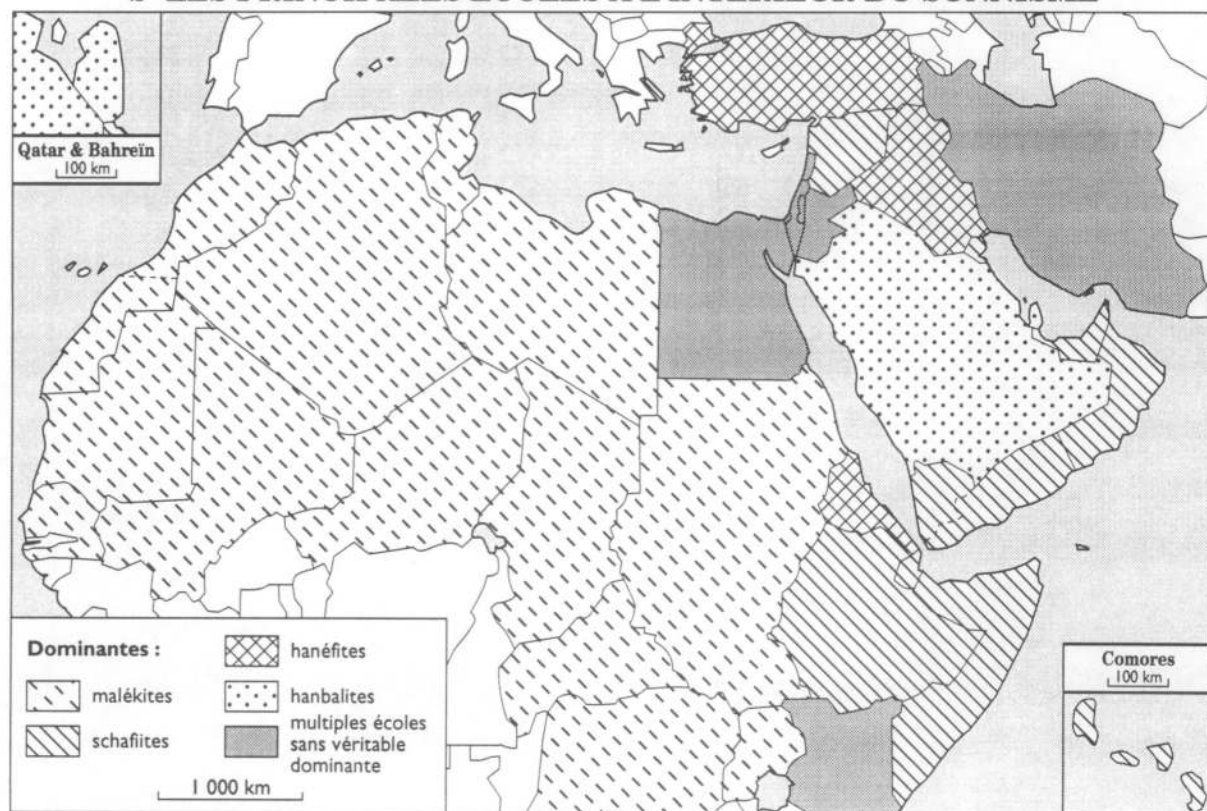 Qatar & Bahreïn
100 km
Dominantes :
malékites
schafiites
hanéfites
hanbalites
multiples écoles
sans véritable
dominante
1 000 km
Comores
100 km